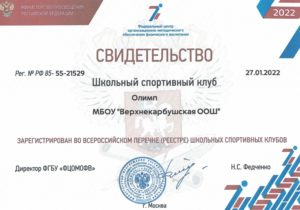 МИНИСТЕРСТВО ПРОСВЕЩЕНИЯ
РОССИЙСКОЙ ФЕДЕРАЦИИ
2022
Федеральный центр
организационно-методического
обеспечения физического воспитания
СВИДЕТЕЛЬСТВО
Рег. № РФ 85- 55-21529
27.01.2022
Школьный спортивный клуб
Олимп
МБОУ "Верхнекарбушская ООШ"
ЗАРЕГИСТРИРОВАН ВО ВСЕРОССИЙСКОМ ПЕРЕЧНЕ (РЕЕСТРЕ) ШКОЛЬНЫХ СПОРТИВНЫХ КЛУБОВ
Директор ФГБУ «ФЦОМОФВ»
Н.С. Федченко
г. Москва
2022